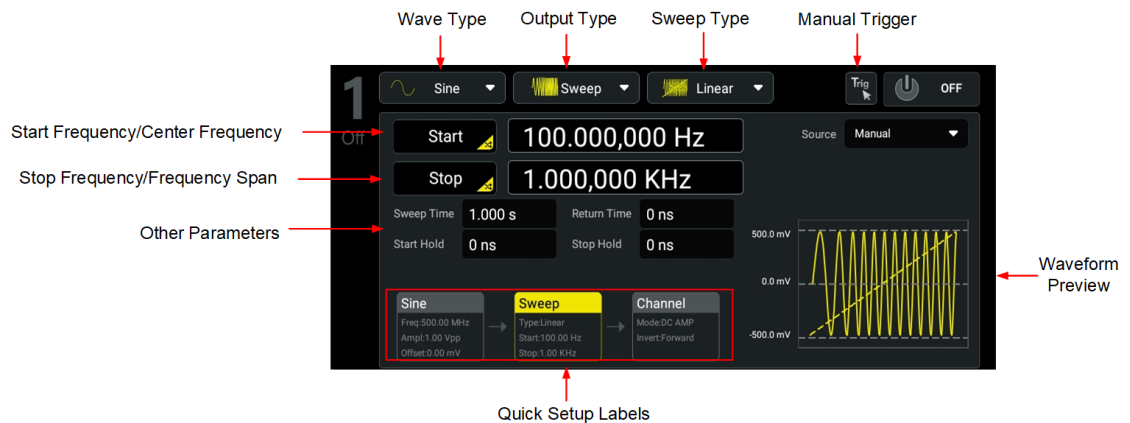 Wave Type
Output Type
Sweep Type
Manual Trigger
1
Off
Sine
Sweep
Linear
Trig
OFF
Start Frequency/Center Frequency
Start
100.000,000 Hz
Source
Manual
Stop Frequency/Frequency Span
Stop
1.000,000 KHz
Other Parameters
Sweep Time
1.000 s
Return Time
0 ns
Start Hold
0 ns
Stop Hold
0 ns
500.0 mV
0.0 mV
-500.0 mV
Waveform
Preview
Sine
Freq:500.00 MHz
Ampl:1.00 Vpp
Offset:0.00 mV
Sweep
Type:Linear
Start:100.00 Hz
Stop:1.00 KHz
Channel
Mode:DC AMP
Invert:Forward
Quick Setup Labels